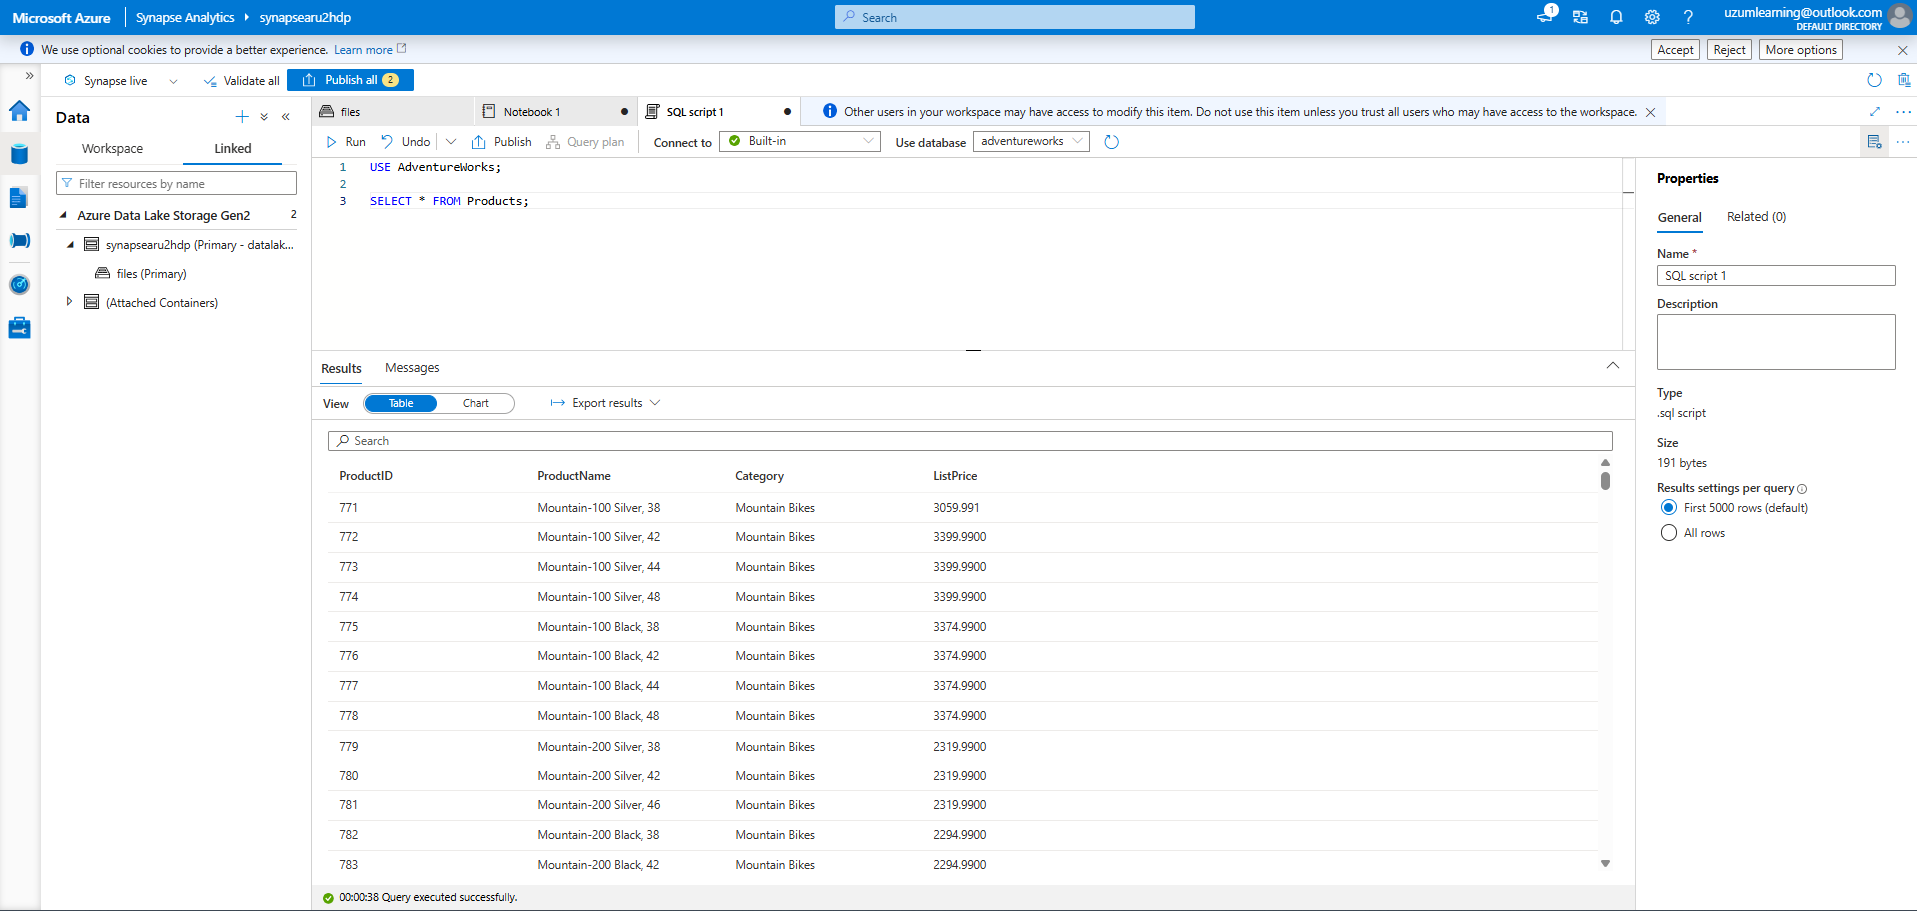 Microsoft Azure
Synapse Analytics
synapsearu2hdp
Search
1
uzumlearning@outlook.com
DEFAULT DIRECTORY
We use optional cookies to provide a better experience. Learn more
Accept
Reject
More options
Synapse live
Validate all
Publish all 2
Data
Workspace
Linked
Filter resources by name
Azure Data Lake Storage Gen2 2
synapsearu2hdp (Primary - datalak...
files (Primary)
(Attached Containers)
files
Notebook 1
SQL script 1
Other users in your workspace may have access to modify this item. Do not use this item unless you trust all users who may have access to the workspace.
Run
Undo
Publish
Query plan
Connect to
Built-in
Use database
adventureworks
1 USE AdventureWorks;
2
3 SELECT * FROM Products;
Results
Messages
View
Table
Chart
Export results
Search
ProductID ProductName Category ListPrice
771 Mountain-100 Silver, 38 Mountain Bikes 3059.991
772 Mountain-100 Silver, 42 Mountain Bikes 3399.9900
773 Mountain-100 Silver, 44 Mountain Bikes 3399.9900
774 Mountain-100 Silver, 48 Mountain Bikes 3399.9900
775 Mountain-100 Black, 38 Mountain Bikes 3374.9900
776 Mountain-100 Black, 42 Mountain Bikes 3374.9900
777 Mountain-100 Black, 44 Mountain Bikes 3374.9900
778 Mountain-100 Black, 48 Mountain Bikes 3374.9900
779 Mountain-200 Silver, 38 Mountain Bikes 2319.9900
780 Mountain-200 Silver, 42 Mountain Bikes 2319.9900
781 Mountain-200 Silver, 46 Mountain Bikes 2319.9900
782 Mountain-200 Black, 38 Mountain Bikes 2294.9900
783 Mountain-200 Black, 42 Mountain Bikes 2294.9900
00:00:38 Query executed successfully.
Properties
General
Related (0)
Name *
SQL script 1
Description
Type
.sql script
Size
191 bytes
Results settings per query
First 5000 rows (default)
All rows